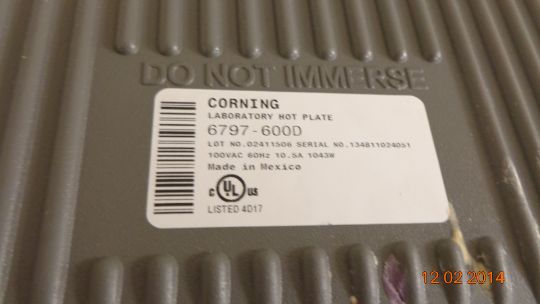 DO NOT IMMERSE
CORNING
LABORATORY HOT PLATE
6797-600D
LOT NO.02411506 SERIAL NO.134811024051
100VAC 60Hz 10.5A 1043W
Made in Mexico
C UL US
LISTED 4D17
12 02 2014